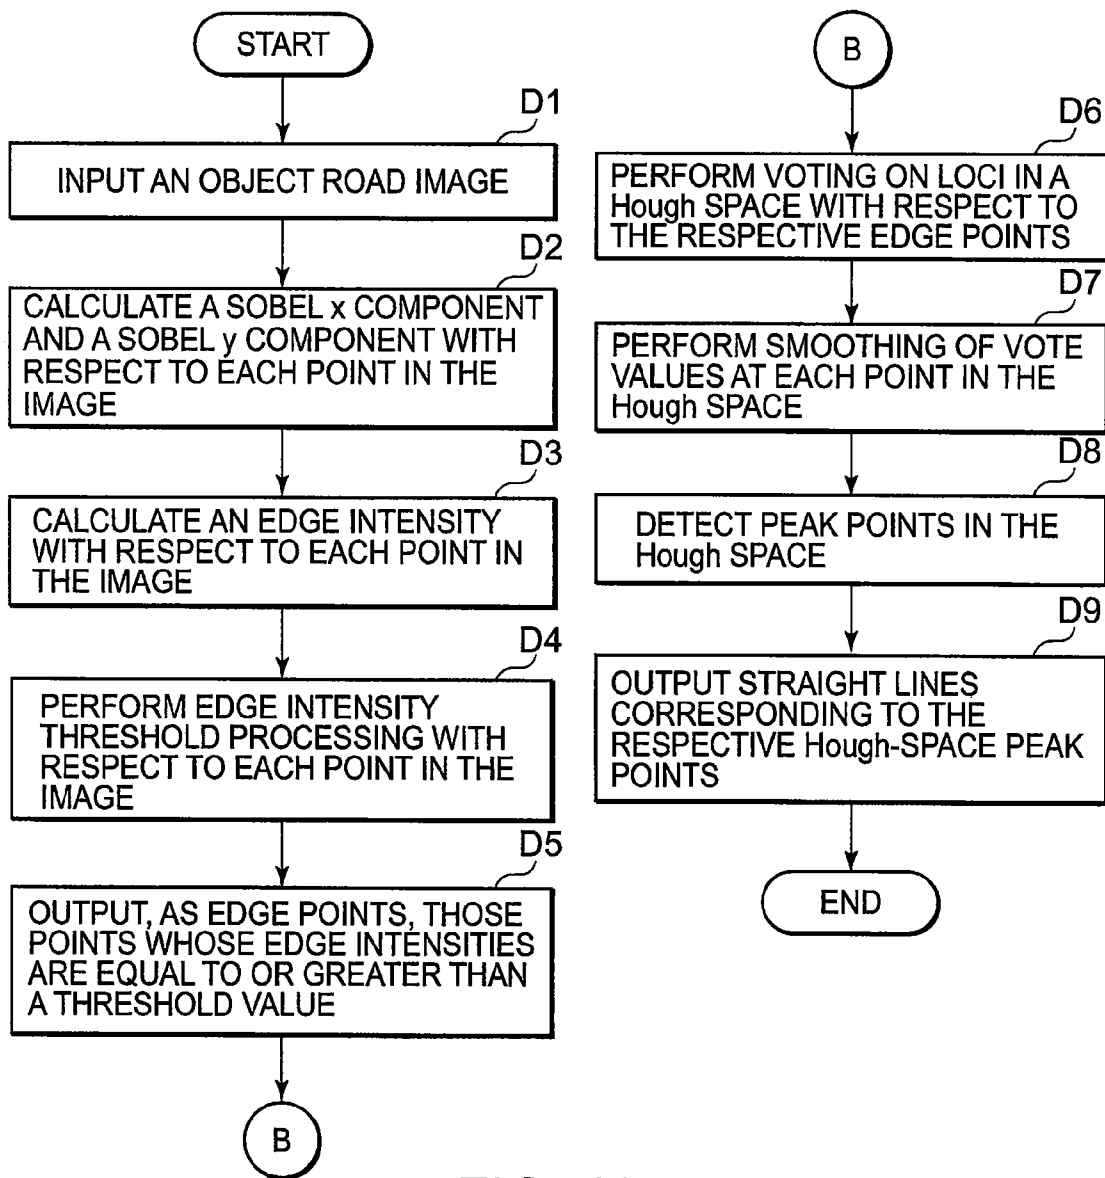 START
D1
INPUT AN OBJECT ROAD IMAGE
D2
CALCULATE A SOBEL x COMPONENT
AND A SOBEL y COMPONENT WITH
RESPECT TO EACH POINT IN THE
IMAGE
D3
CALCULATE AN EDGE INTENSITY
WITH RESPECT TO EACH POINT IN
THE IMAGE
D4
PERFORM EDGE INTENSITY
THRESHOLD PROCESSING WITH
RESPECT TO EACH POINT IN THE
IMAGE
D5
OUTPUT, AS EDGE POINTS, THOSE
POINTS WHOSE EDGE INTENSITIES
ARE EQUAL TO OR GREATER THAN
A THRESHOLD VALUE
B
B
D6
PERFORM VOTING ON LOCI IN A
Hough SPACE WITH RESPECT TO
THE RESPECTIVE EDGE POINTS
D7
PERFORM SMOOTHING OF VOTE
VALUES AT EACH POINT IN THE
Hough SPACE
D8
DETECT PEAK POINTS IN THE
Hough SPACE
D9
OUTPUT STRAIGHT LINES
CORRESPONDING TO THE
RESPECTIVE Hough-SPACE PEAK
POINTS
END